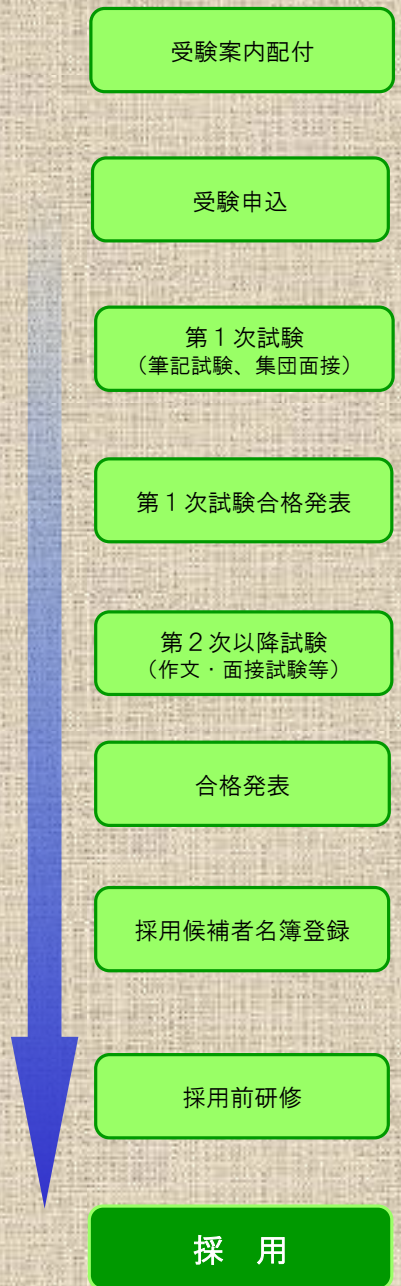 受験案内配付
受験申込
第１次試験
（筆記試験、集団面接）
第１次試験合格発表
第２次以降試験
（作文・面接試験等）
合格発表
採用候補者名簿登録
採用前研修
採　用